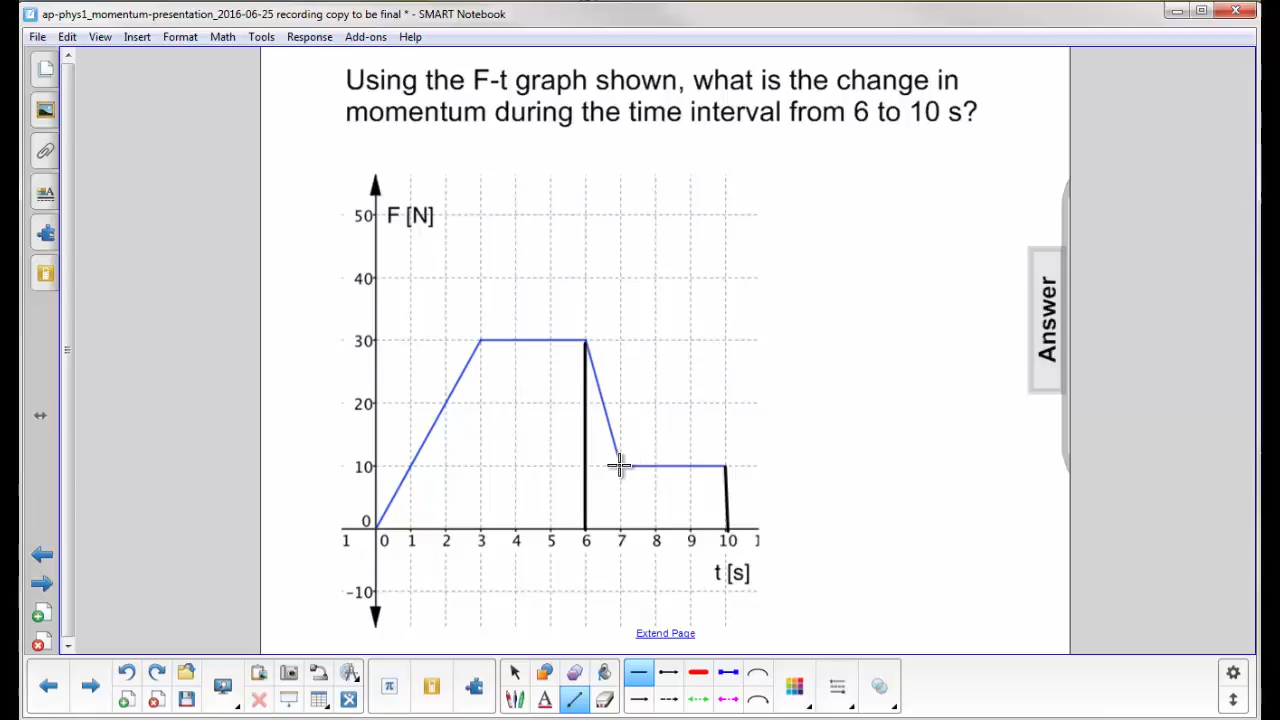 ap-phys1_momentum-presentation_2016-06-25 recording copy to be final * - SMART Notebook
File Edit View Insert Format Math Tools Response Add-ons Help
Using the F-t graph shown, what is the change in
momentum during the time interval from 6 to 10 s?
F [N]
50
40
30
20
10
0
1 0 1 2 3 4 5 6 7 8 9 10 1
t [s]
-10
Answer
Extend Page
π
A